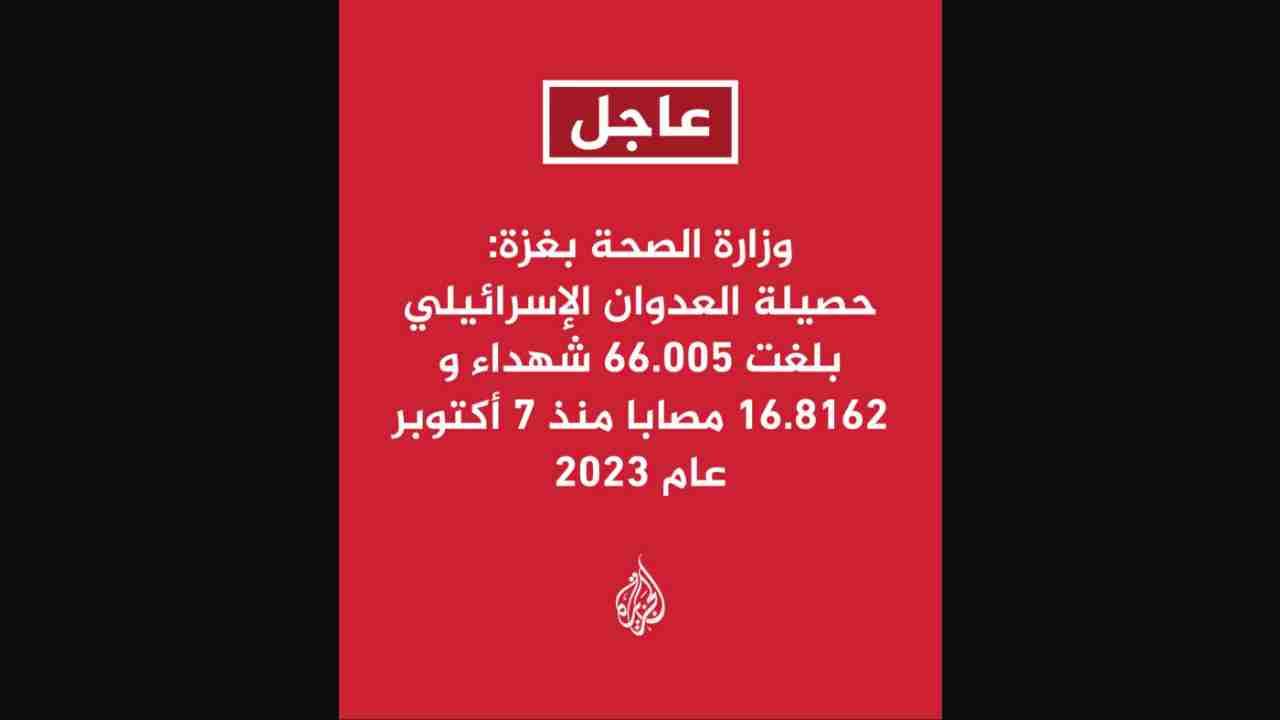 عاجل
وزارة الصحة بغزة:
حصيلة العدوان الإسرائيلي
بلغت 66.005 شهداء و
16.8162 مصابا منذ 7 أكتوبر
عام 2023
الجزيرة